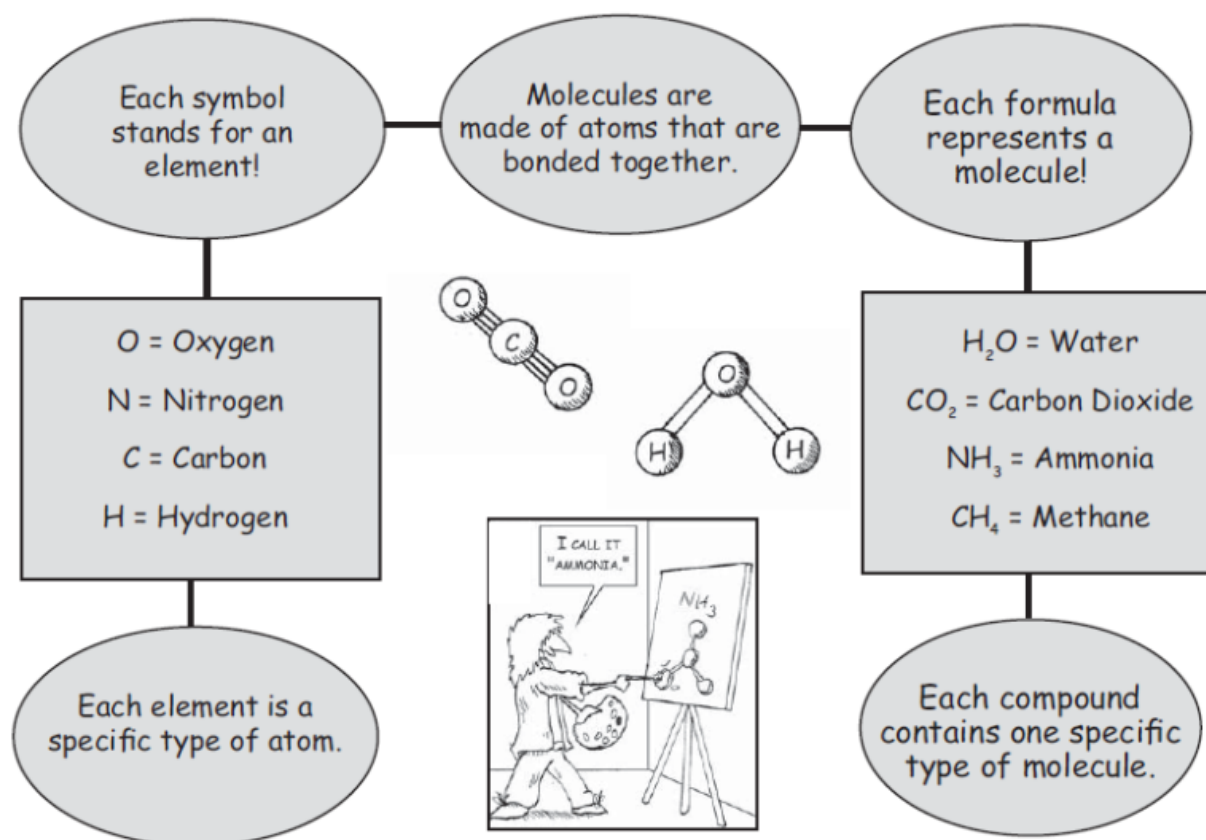 Each symbol
stands for an
element!
Molecules are
made of atoms that are
bonded together.
Each formula
represents a
molecule!
O = Oxygen
N = Nitrogen
C = Carbon
H = Hydrogen
O
C
O
O
H
H
H₂O = Water
CO₂ = Carbon Dioxide
NH₃ = Ammonia
CH₄ = Methane
I CALL IT
"AMMONIA."
NH₃
Each element is a
specific type of atom.
Each compound
contains one specific
type of molecule.